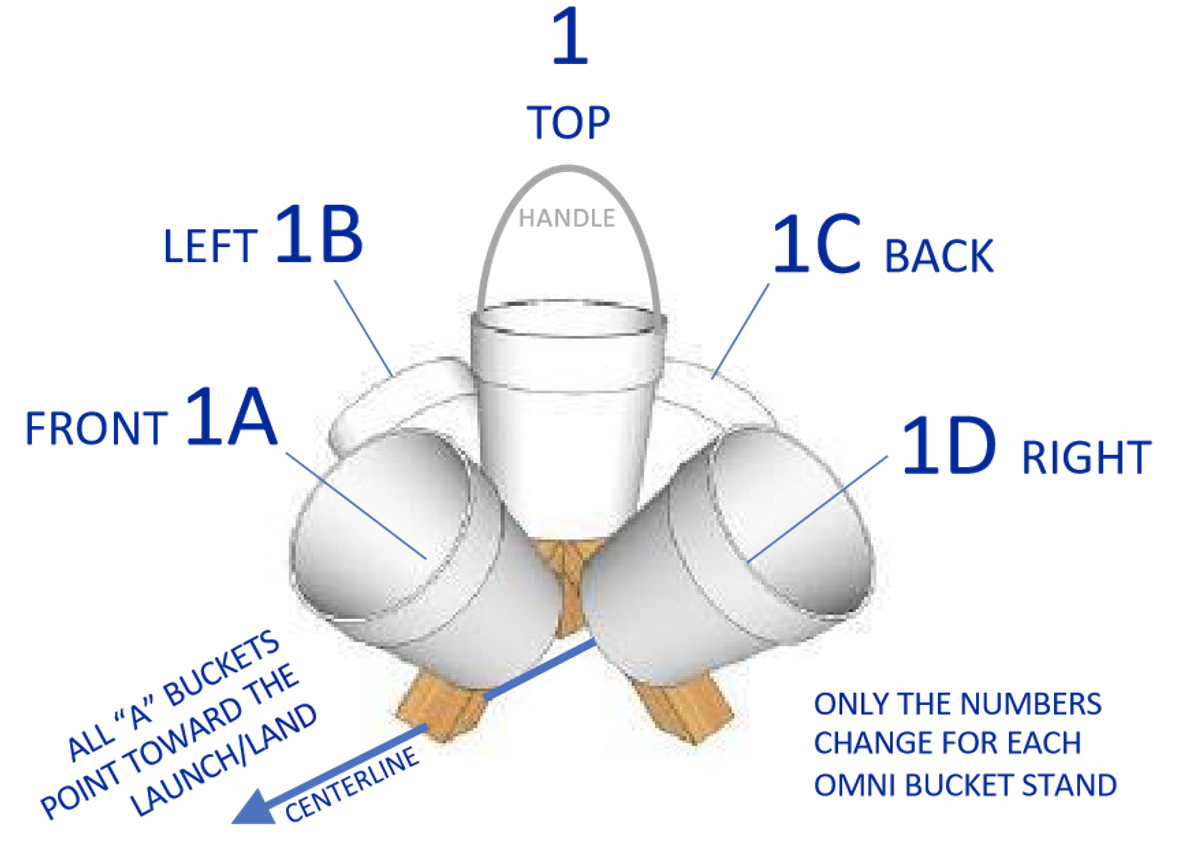 1
TOP
HANDLE
LEFT 1B
1C BACK
FRONT 1A
1D RIGHT
ALL “A” BUCKETS
POINT TOWARD THE
LAUNCH/LAND
CENTERLINE
ONLY THE NUMBERS
CHANGE FOR EACH
OMNI BUCKET STAND